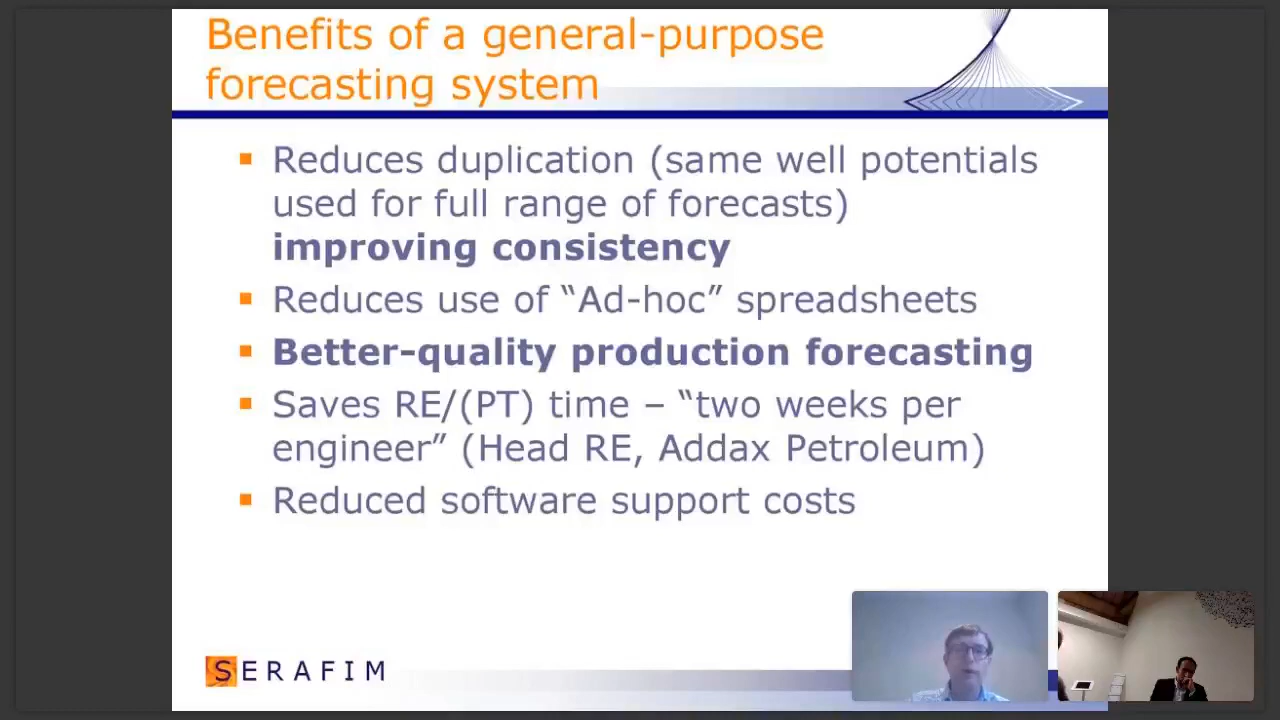 Benefits of a general-purpose
forecasting system
Reduces duplication (same well potentials
used for full range of forecasts)
improving consistency
Reduces use of “Ad-hoc” spreadsheets
Better-quality production forecasting
Saves RE/(PT) time – “two weeks per
engineer” (Head RE, Addax Petroleum)
Reduced software support costs
SERAFIM